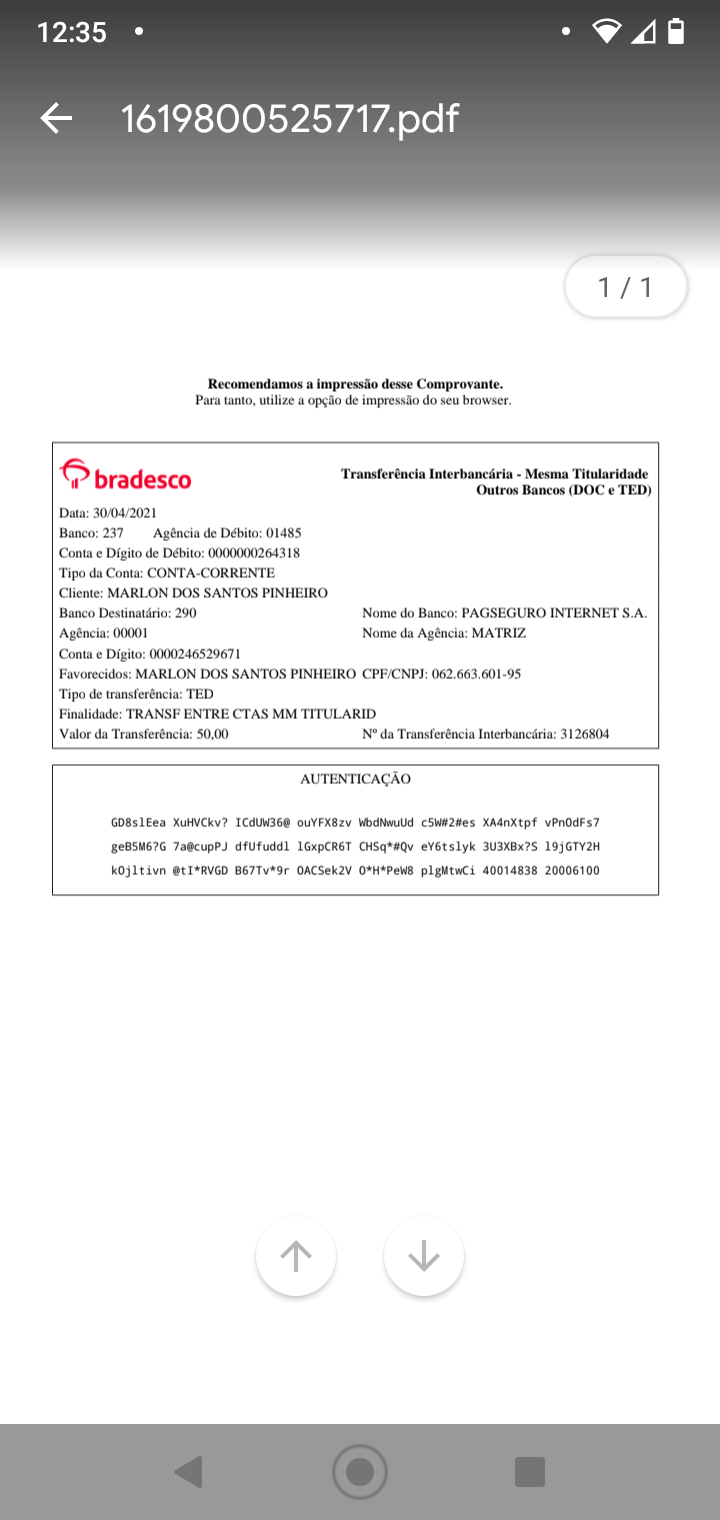 12:35
1619800525717.pdf
1 / 1
Recomendamos a impressão desse Comprovante.
Para tanto, utilize a opção de impressão do seu browser.
bradesco
Transferência Interbancária - Mesma Titularidade
Outros Bancos (DOC e TED)
Data: 30/04/2021
Banco: 237 Agência de Débito: 01485
Conta e Dígito de Débito: 0000000264318
Tipo da Conta: CONTA-CORRENTE
Cliente: MARLON DOS SANTOS PINHEIRO
Banco Destinatário: 290 Nome do Banco: PAGSEGURO INTERNET S.A.
Agência: 00001 Nome da Agência: MATRIZ
Conta e Dígito: 0000246529671
Favorecidos: MARLON DOS SANTOS PINHEIRO CPF/CNPJ: 062.663.601-95
Tipo de transferência: TED
Finalidade: TRANSF ENTRE CTAS MM TITULARID
Valor da Transferência: 50,00 Nº da Transferência Interbancária: 3126804
AUTENTICAÇÃO
GD8slEea XuHVCkv? ICdUW36@ ouYFX8zv WbdNwuUd c5W#2#es XA4nXtpf vPnOdFs7
geB5M6?G 7a@cupPJ dfUfuddl lGxpCR6T CHSq*#Qv eY6tslyk 3U3XBx?S l9jGTY2H
kOjltivn @tI*RVGD B67Tv*9r OACSek2V O*H*PeW8 plgMtwCi 40014838 20006100